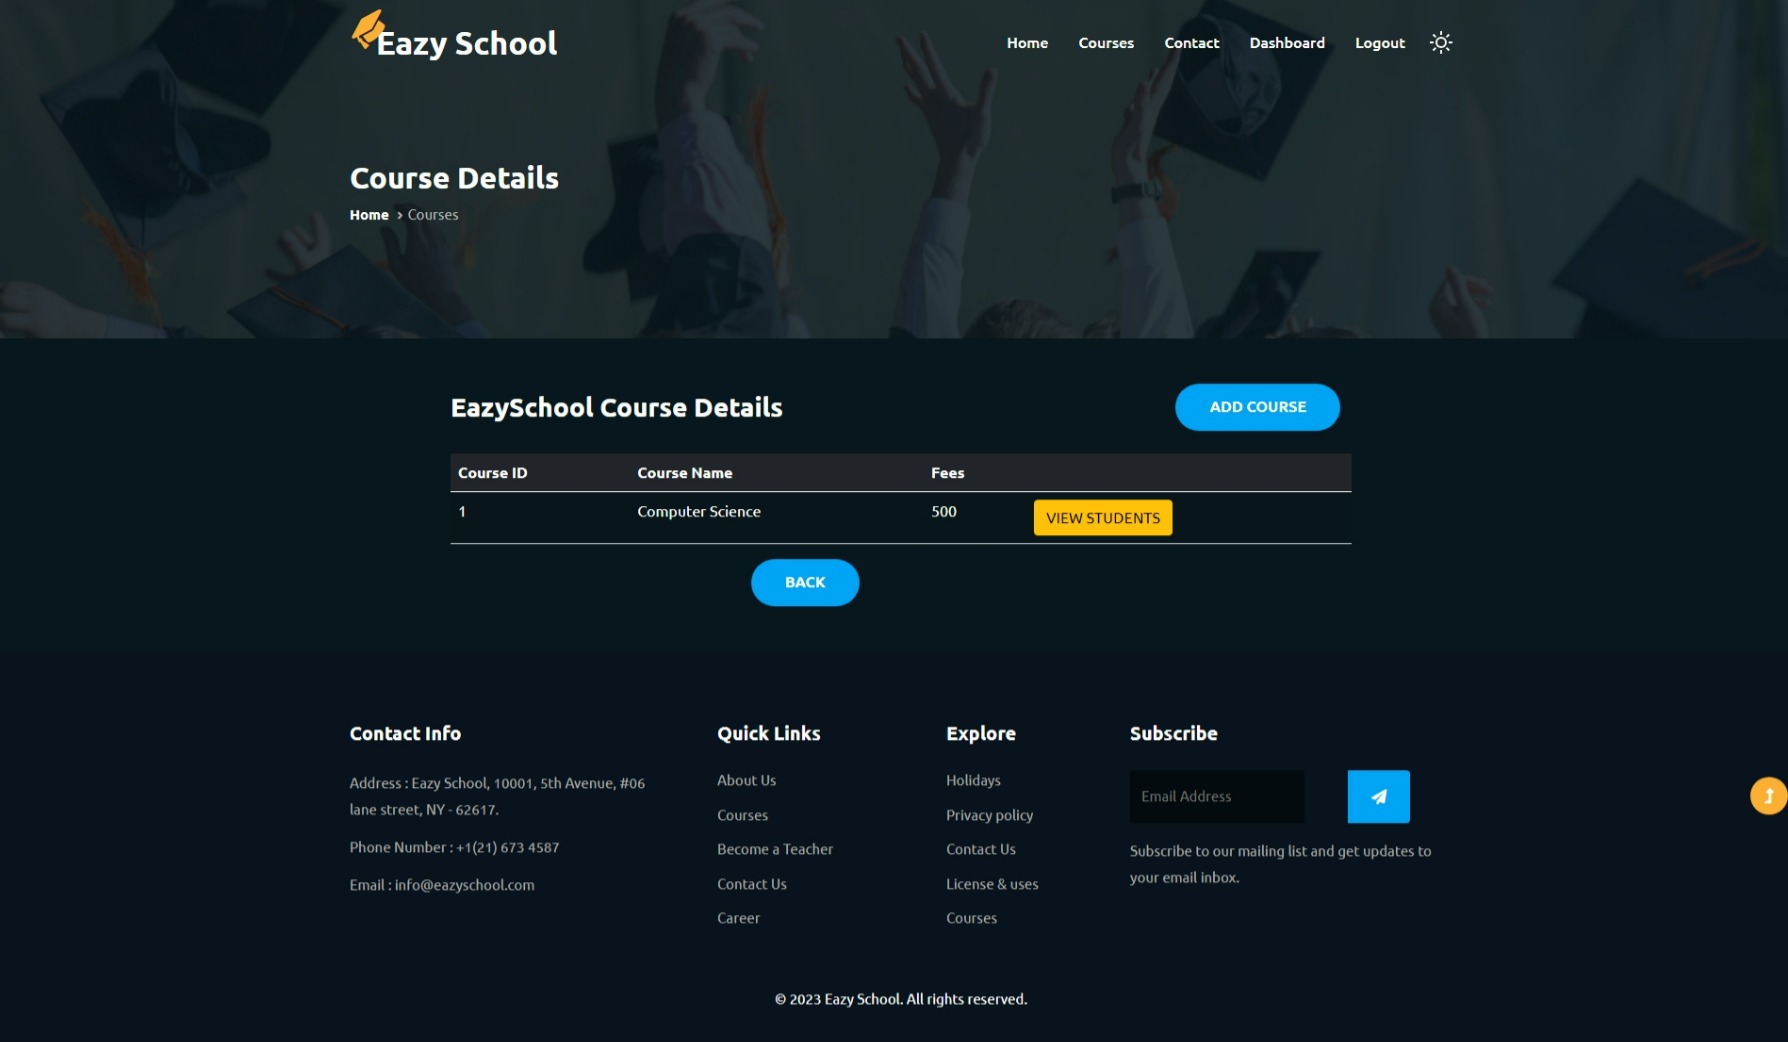 Eazy School
Home Courses Contact Dashboard Logout
Course Details
Home Courses
EazySchool Course Details
ADD COURSE
Course ID Course Name Fees
1 Computer Science 500 VIEW STUDENTS
BACK
Contact Info
Address : Eazy School, 10001, 5th Avenue, #06
lane street, NY - 62617.
Phone Number : +1(21) 673 4587
Email : info@eazyschool.com
Quick Links
About Us
Courses
Become a Teacher
Contact Us
Career
Explore
Holidays
Privacy policy
Contact Us
License & uses
Courses
Subscribe
Email Address
Subscribe to our mailing list and get updates to
your email inbox.
© 2023 Eazy School. All rights reserved.